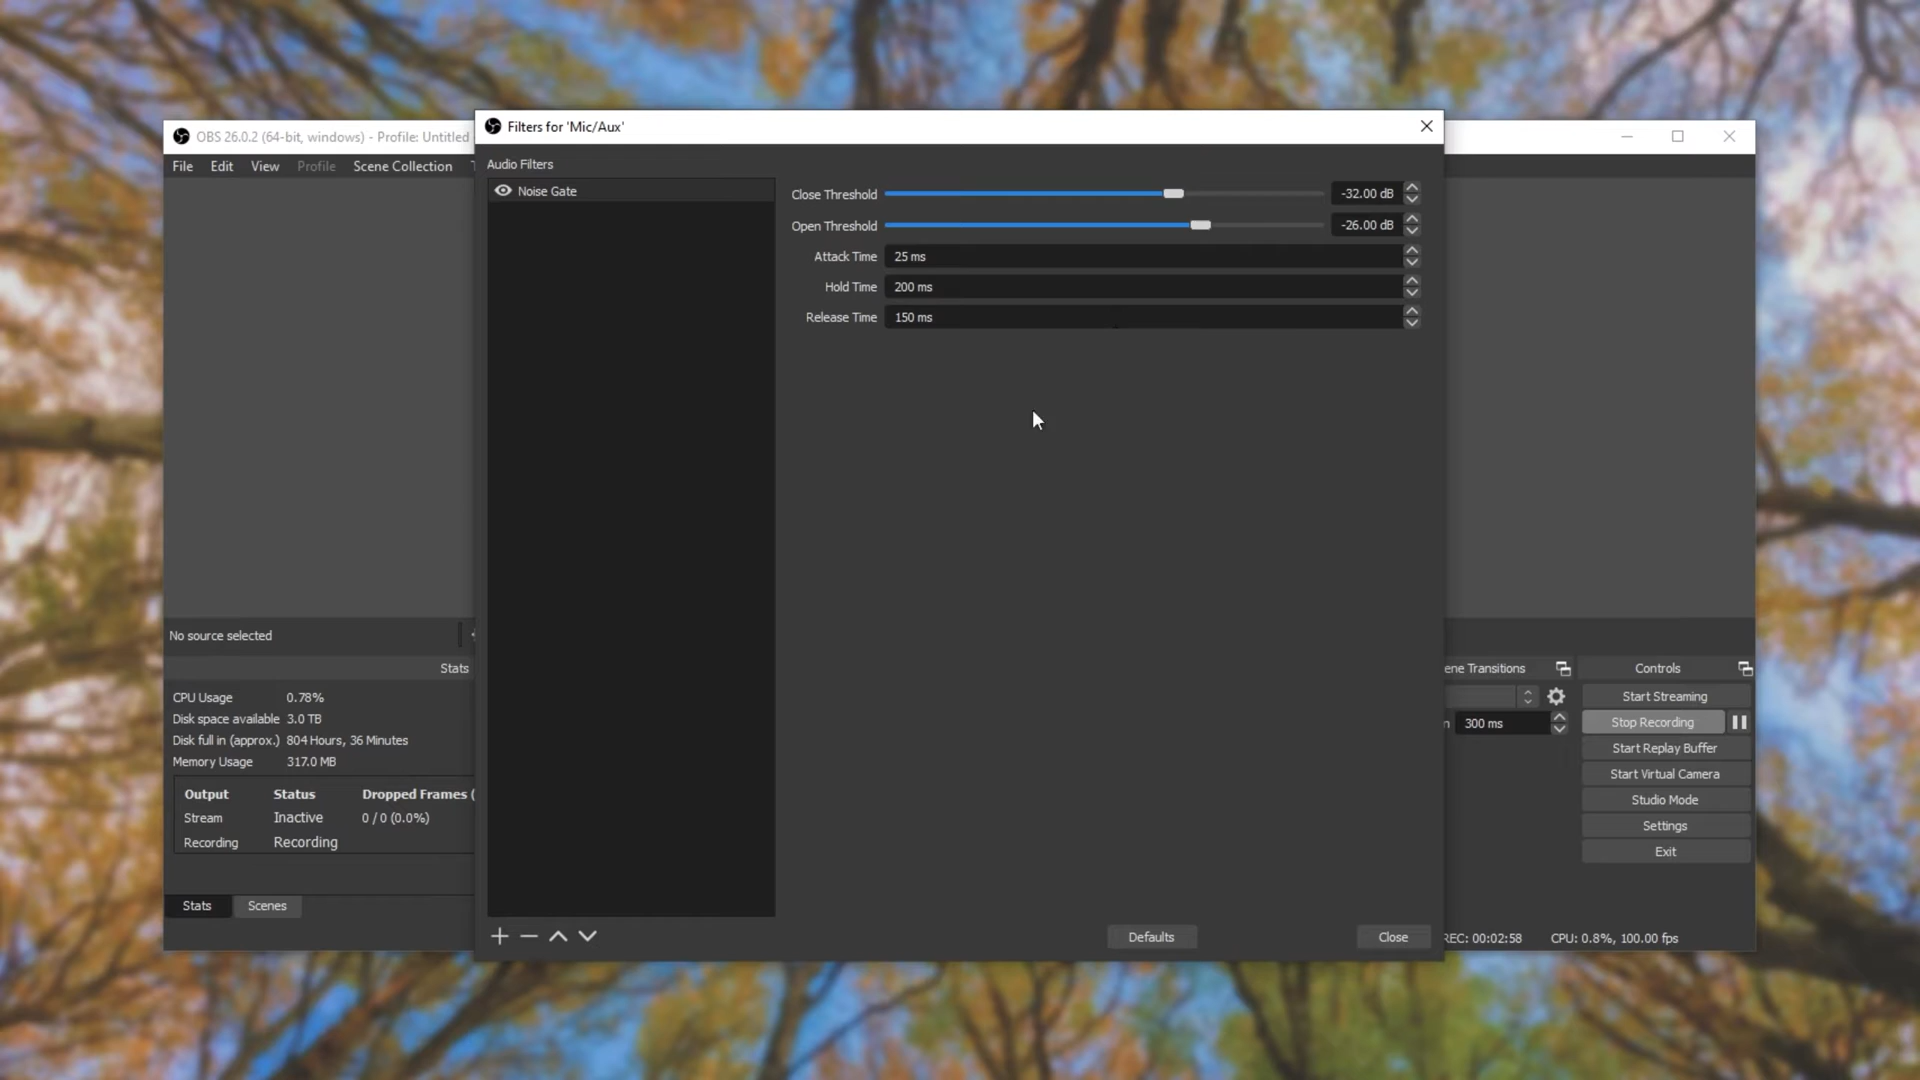 OBS 26.0.2 (64-bit, windows) - Profile: Untitled
File Edit View Profile Scene Collection
Filters for 'Mic/Aux'
Audio Filters
Noise Gate
Close Threshold -32.00 dB
Open Threshold -26.00 dB
Attack Time 25 ms
Hold Time 200 ms
Release Time 150 ms
Defaults Close
No source selected
Stats
CPU Usage 0.78%
Disk space available 3.0 TB
Disk full in (approx.) 804 Hours, 36 Minutes
Memory Usage 317.0 MB
Output Status Dropped Frames (
Stream Inactive 0 / 0 (0.0%)
Recording Recording
Stats Scenes
ene Transitions
n 300 ms
Controls
Start Streaming
Stop Recording
Start Replay Buffer
Start Virtual Camera
Studio Mode
Settings
Exit
REC: 00:02:58 CPU: 0.8%, 100.00 fps